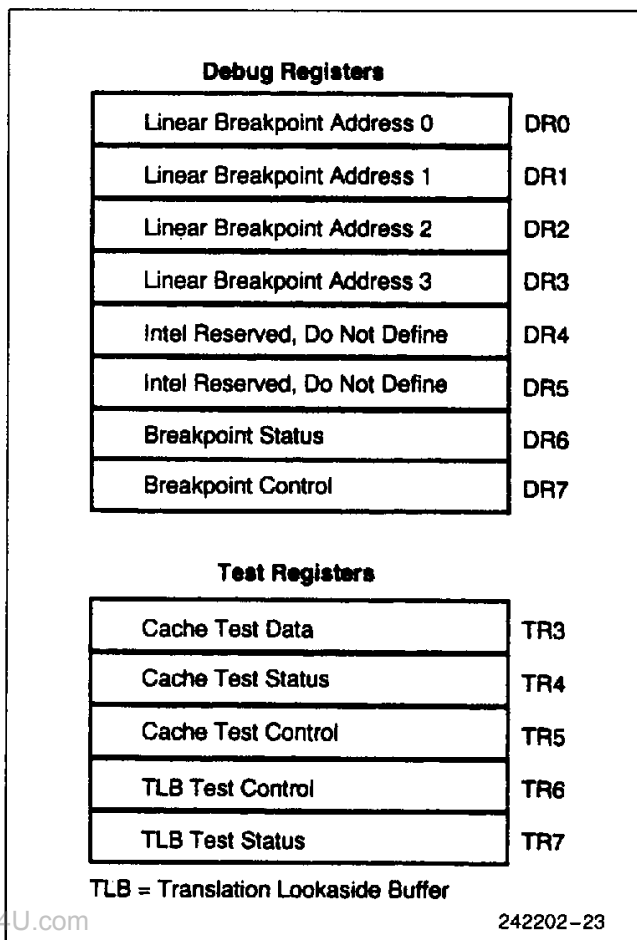 Debug Registers
Linear Breakpoint Address 0 DR0
Linear Breakpoint Address 1 DR1
Linear Breakpoint Address 2 DR2
Linear Breakpoint Address 3 DR3
Intel Reserved, Do Not Define DR4
Intel Reserved, Do Not Define DR5
Breakpoint Status DR6
Breakpoint Control DR7
Test Registers
Cache Test Data TR3
Cache Test Status TR4
Cache Test Control TR5
TLB Test Control TR6
TLB Test Status TR7
TLB = Translation Lookaside Buffer
4U.com 242202–23